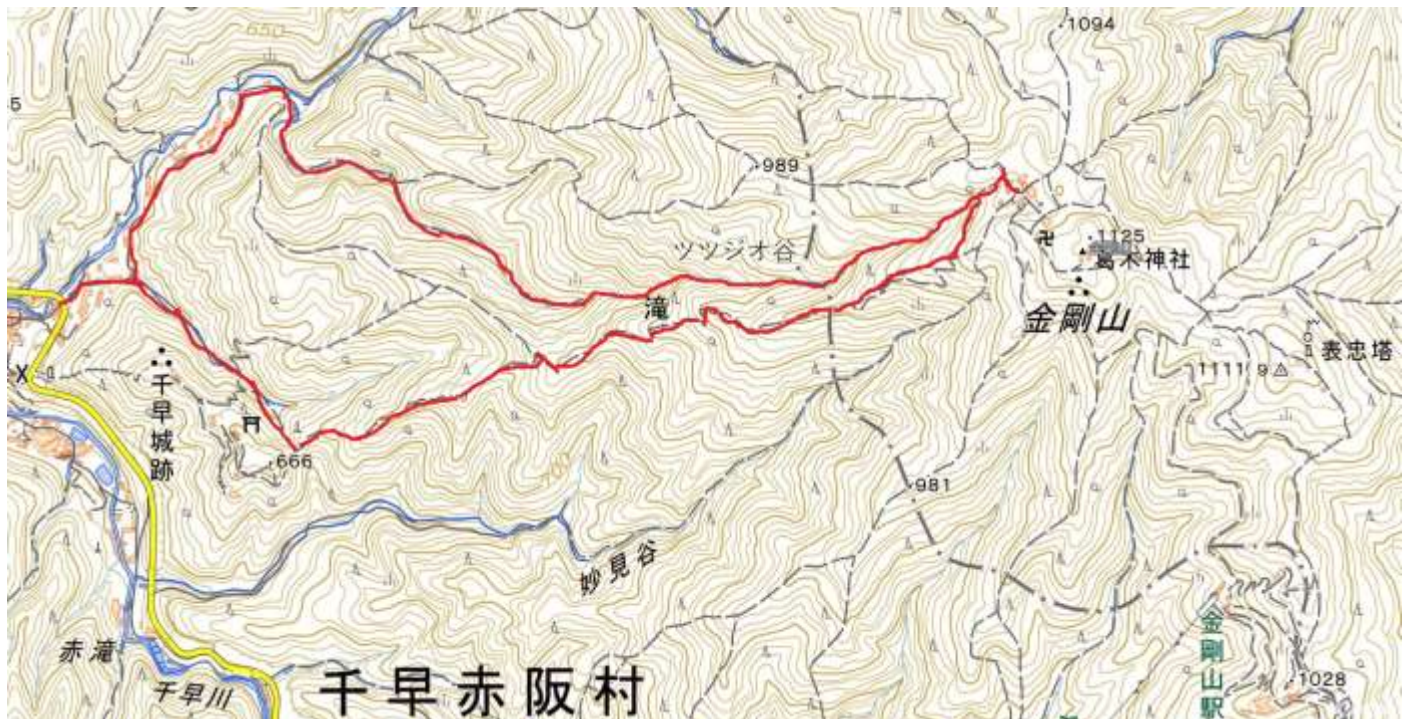 1094
5
989
ツツジオ谷
1125
葛木神社
滝
金剛山
表忠塔
1111 9
千早城跡
666
981
妙見谷
赤滝
千早川
千早赤阪村
金剛山駅
1028